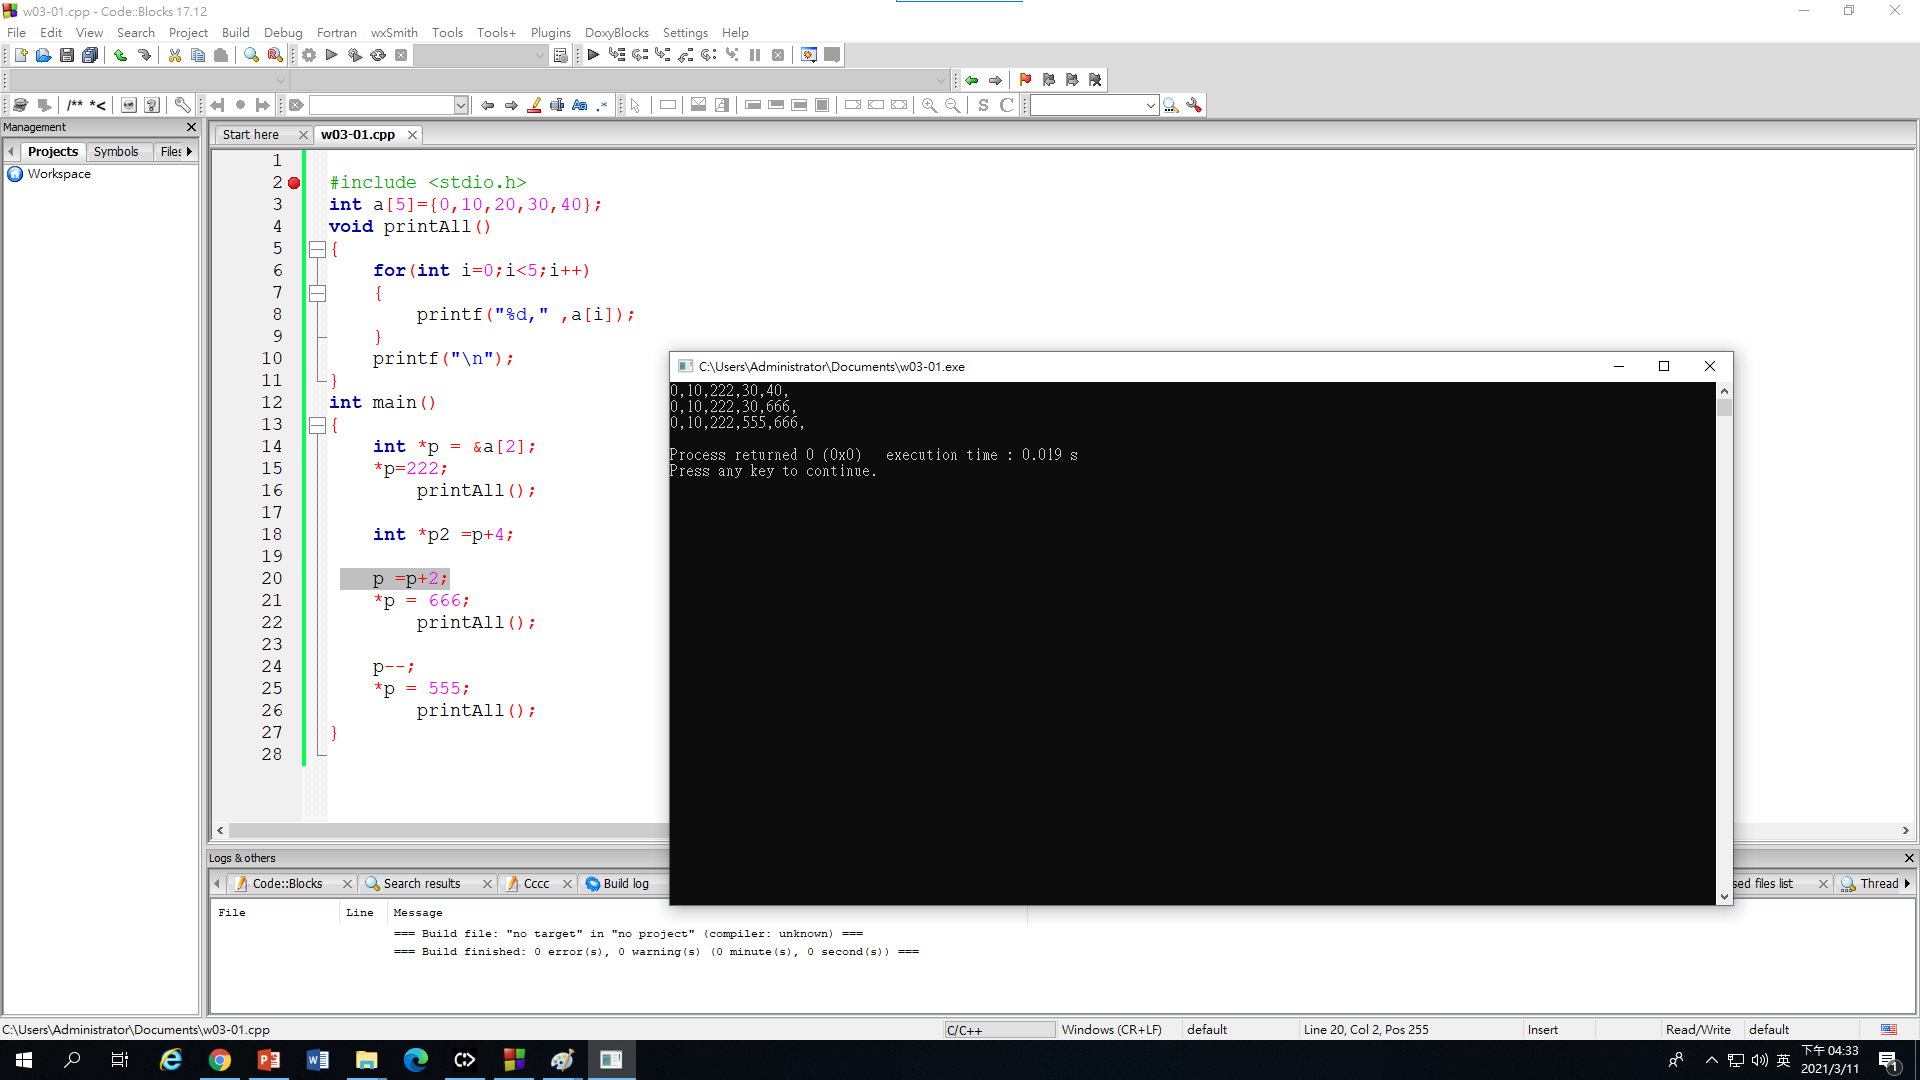 w03-01.cpp - Code::Blocks 17.12
File Edit View Search Project Build Debug Fortran wxSmith Tools Tools+ Plugins DoxyBlocks Settings Help
/** *<
S C
Management
Projects Symbols Files
Workspace
Start here w03-01.cpp
1
2 #include <stdio.h>
3 int a[5]={0,10,20,30,40};
4 void printAll()
5 {
6 for(int i=0;i<5;i++)
7 {
8 printf("%d," ,a[i]);
9 }
10 printf("\n");
11 }
12 int main()
13 {
14 int *p = &a[2];
15 *p=222;
16 printAll();
17
18 int *p2 =p+4;
19
20 p =p+2;
21 *p = 666;
22 printAll();
23
24 p--;
25 *p = 555;
26 printAll();
27 }
28
C:\Users\Administrator\Documents\w03-01.exe
0,10,222,30,40,
0,10,222,30,666,
0,10,222,555,666,
Process returned 0 (0x0) execution time : 0.019 s
Press any key to continue.
Logs & others
Code::Blocks Search results Cccc Build log sed files list Thread
File Line Message
=== Build file: "no target" in "no project" (compiler: unknown) ===
=== Build finished: 0 error(s), 0 warning(s) (0 minute(s), 0 second(s)) ===
C:\Users\Administrator\Documents\w03-01.cpp C/C++ Windows (CR+LF) default Line 20, Col 2, Pos 255 Insert Read/Write default
英 下午 04:33
2021/3/11
1